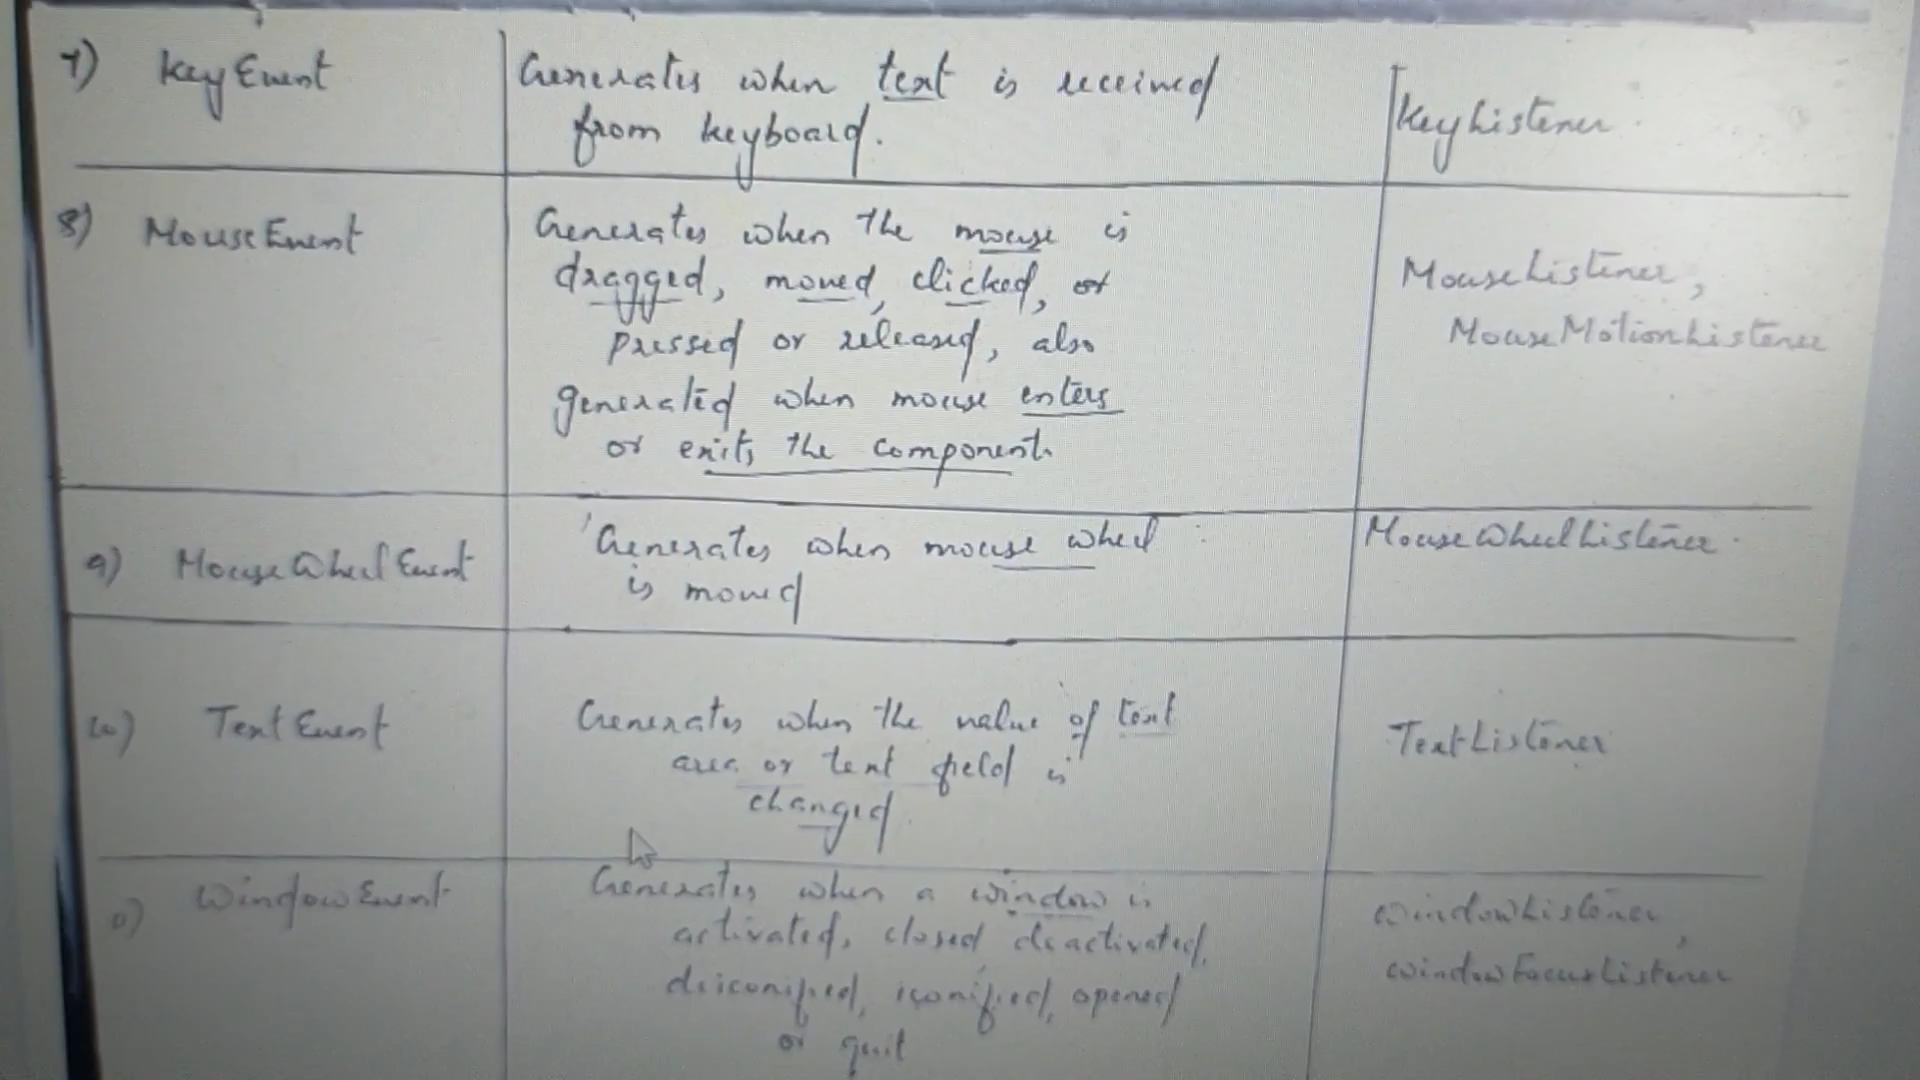 7) KeyEvent Generates when text is received
from keyboard. KeyListener
8) MouseEvent Generates when the mouse is
dragged, moved, clicked, or
pressed or released, also
generated when mouse enters
or exits the component.
MouseListener,
MouseMotionListener
9) MouseWheelEvent Generates when mouse wheel
is moved
MouseWheelListener.
10) TextEvent Generates when the value of text
area or text field is
changed
TextListener
WindowEvent Generates when a window is
activated, closed deactivated,
deiconified, iconified, opened
or quit
WindowListener,
WindowFocusListener